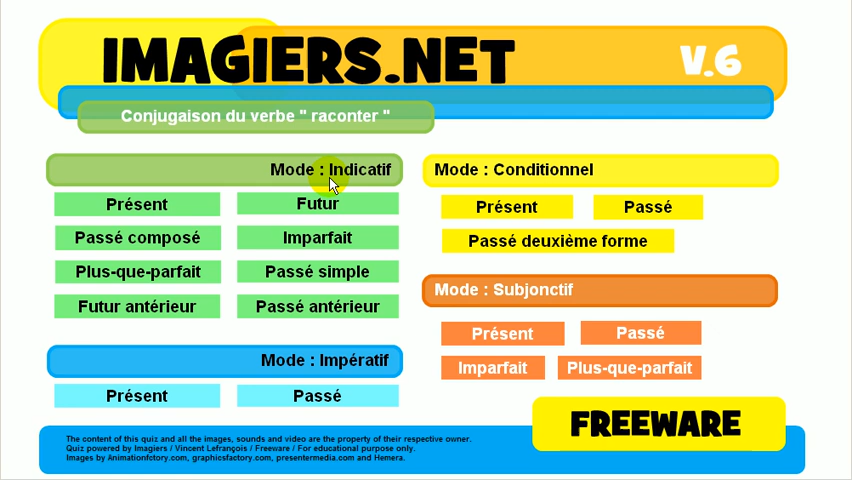 IMAGIERS.NET
V.6
Conjugaison du verbe " raconter "
Mode : Indicatif
Présent
Futur
Passé composé
Imparfait
Plus-que-parfait
Passé simple
Futur antérieur
Passé antérieur
Mode : Impératif
Présent
Passé
Mode : Conditionnel
Présent
Passé
Passé deuxième forme
Mode : Subjonctif
Présent
Passé
Imparfait
Plus-que-parfait
FREEWARE
The content of this quiz and all the images, sounds and video are the property of their respective owner.
Quiz powered by Imagiers / Vincent Lefrançois / Freeware / For educational purpose only.
Images by Animationfctory.com, graphicsfactory.com, presentermedia.com and Hemera.